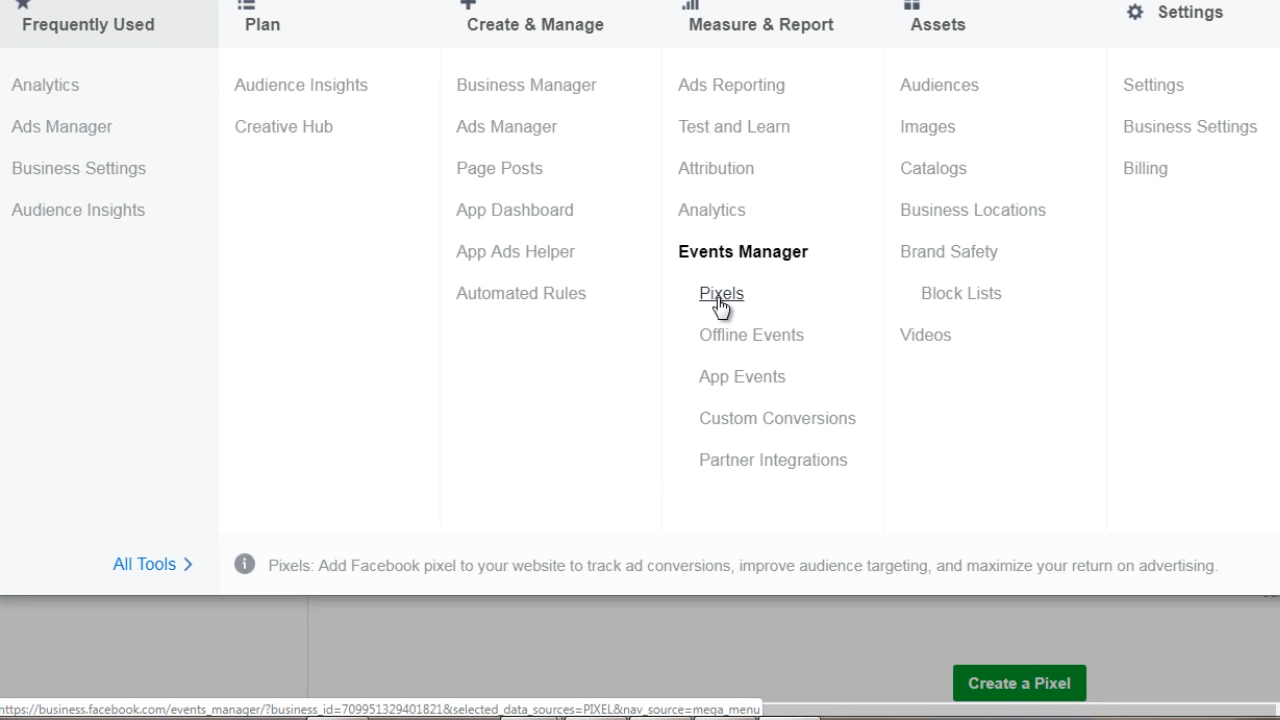 Frequently Used
Analytics
Ads Manager
Business Settings
Audience Insights
All Tools
Plan
Audience Insights
Creative Hub
Create & Manage
Business Manager
Ads Manager
Page Posts
App Dashboard
App Ads Helper
Automated Rules
Measure & Report
Ads Reporting
Test and Learn
Attribution
Analytics
Events Manager
Pixels
Offline Events
App Events
Custom Conversions
Partner Integrations
Assets
Audiences
Images
Catalogs
Business Locations
Brand Safety
Block Lists
Videos
Settings
Settings
Business Settings
Billing
Pixels: Add Facebook pixel to your website to track ad conversions, improve audience targeting, and maximize your return on advertising.
Create a Pixel
https://business.facebook.com/events_manager/?business_id=709951329401821&selected_data_sources=PIXEL&nav_source=mega_menu